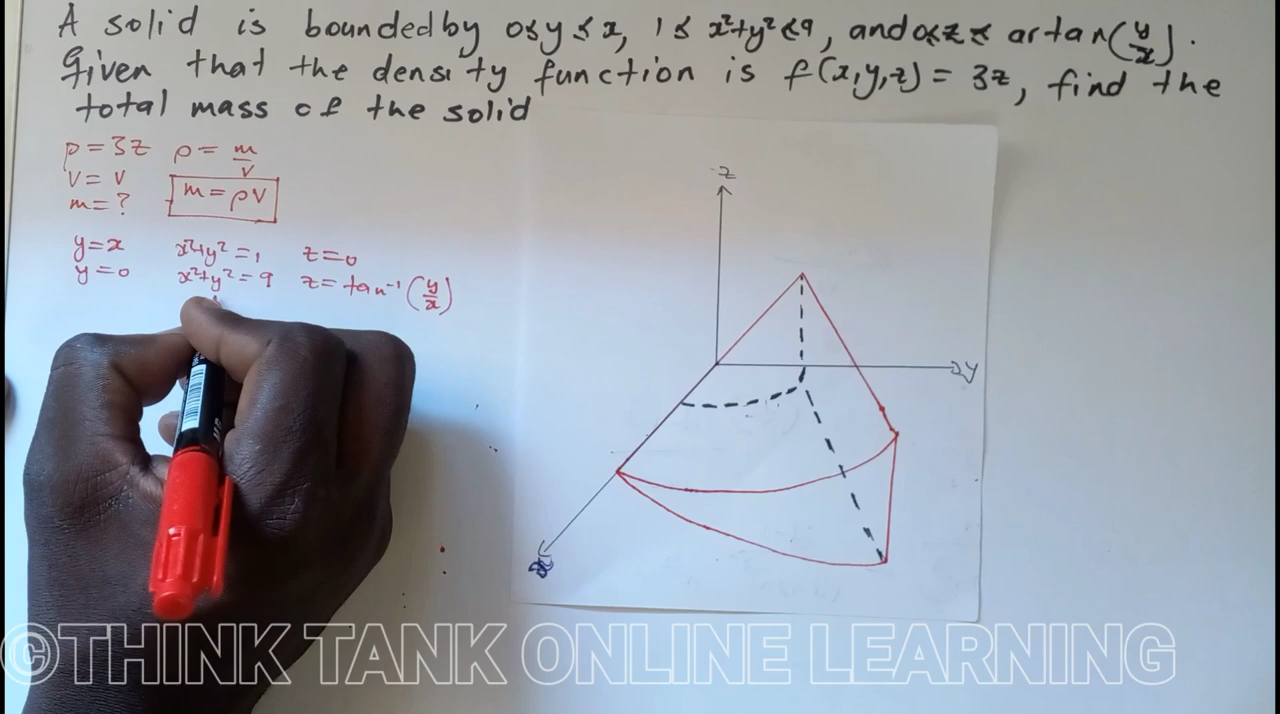 A solid is bounded by 0≤y≤x, 1≤ x²+y² ≤9, and 0≤z≤ artan(y/x).
Given that the density function is f(x,y,z) = 3z, find the
total mass of the solid
ρ = 3z ρ = m/v
V = v
m = ? m = ρV
y=x x²+y²=1 z=0
y=0 x²+y²=9 z= tan⁻¹(y/x)
z
y
©THINK TANK ONLINE LEARNING